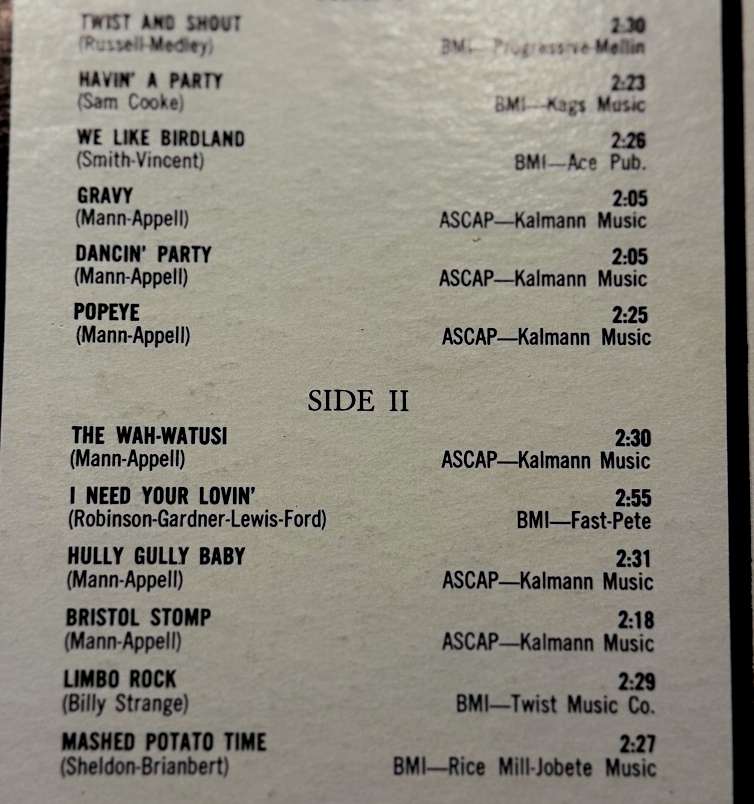 TWIST AND SHOUT 2:30
(Russell-Medley) BMI—Progressive-Mellin
HAVIN' A PARTY 2:23
(Sam Cooke) BMI—Kags Music
WE LIKE BIRDLAND 2:26
(Smith-Vincent) BMI—Ace Pub.
GRAVY 2:05
(Mann-Appell) ASCAP—Kalmann Music
DANCIN' PARTY 2:05
(Mann-Appell) ASCAP—Kalmann Music
POPEYE 2:25
(Mann-Appell) ASCAP—Kalmann Music
SIDE II
THE WAH-WATUSI 2:30
(Mann-Appell) ASCAP—Kalmann Music
I NEED YOUR LOVIN' 2:55
(Robinson-Gardner-Lewis-Ford) BMI—Fast-Pete
HULLY GULLY BABY 2:31
(Mann-Appell) ASCAP—Kalmann Music
BRISTOL STOMP 2:18
(Mann-Appell) ASCAP—Kalmann Music
LIMBO ROCK 2:29
(Billy Strange) BMI—Twist Music Co.
MASHED POTATO TIME 2:27
(Sheldon-Brianbert) BMI—Rice Mill-Jobete Music